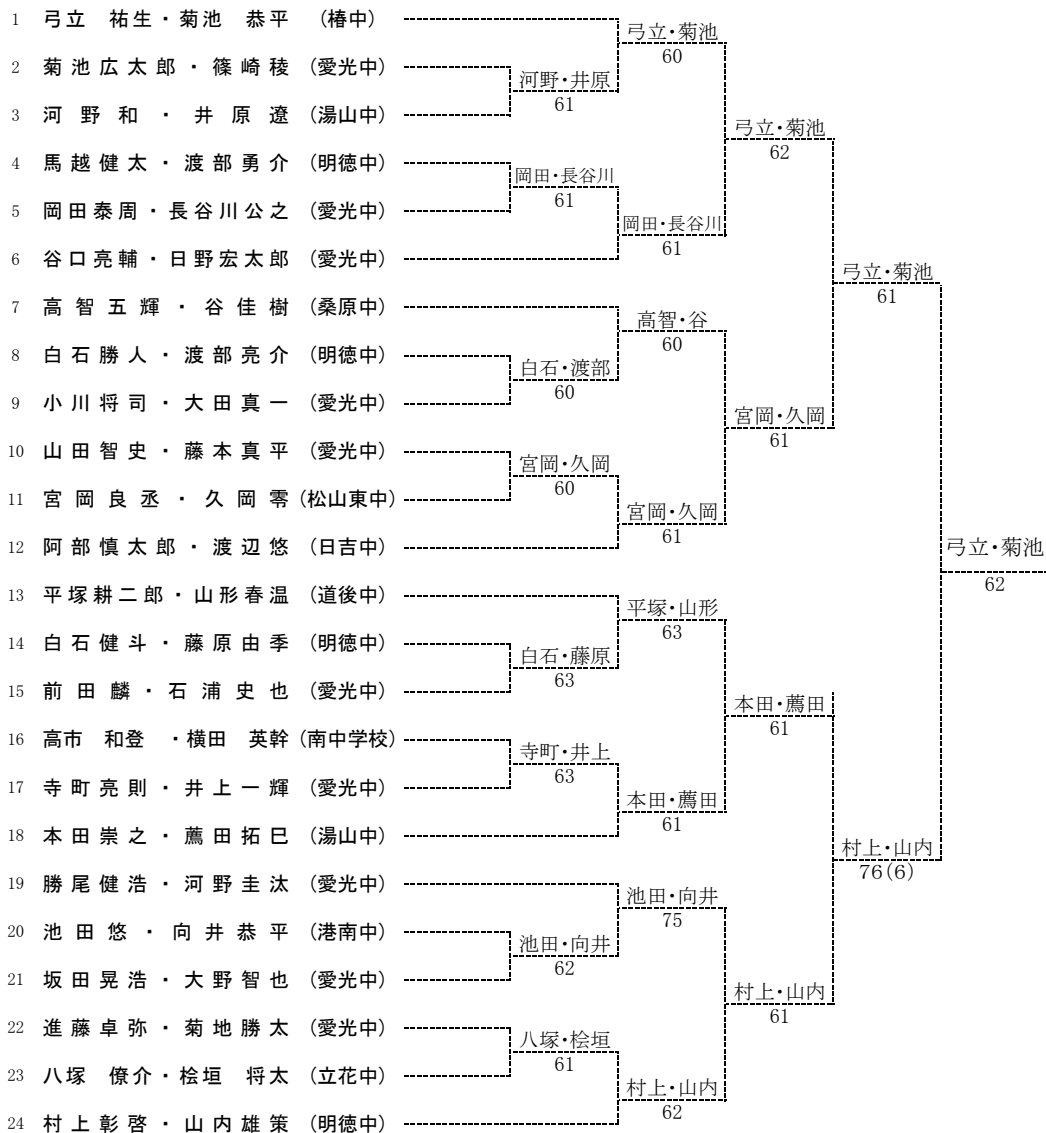 1 弓立 祐生・菊池 恭平 (椿中)
2 菊池広太郎・篠崎稜 (愛光中)
3 河野和・井原遼 (湯山中)
4 馬越健太・渡部勇介 (明徳中)
5 岡田泰周・長谷川公之 (愛光中)
6 谷口亮輔・日野宏太郎 (愛光中)
7 高智五輝・谷佳樹 (桑原中)
8 白石勝人・渡部亮介 (明徳中)
9 小川将司・大田真一 (愛光中)
10 山田智史・藤本真平 (愛光中)
11 宮岡良丞・久岡零 (松山東中)
12 阿部慎太郎・渡辺悠 (日吉中)
13 平塚耕二郎・山形春温 (道後中)
14 白石健斗・藤原由季 (明徳中)
15 前田麟・石浦史也 (愛光中)
16 高市 和登 ・横田 英幹 (南中学校)
17 寺町亮則・井上一輝 (愛光中)
18 本田崇之・薦田拓巳 (湯山中)
19 勝尾健浩・河野圭汰 (愛光中)
20 池田悠・向井恭平 (港南中)
21 坂田晃浩・大野智也 (愛光中)
22 進藤卓弥・菊地勝太 (愛光中)
23 八塚 僚介・桧垣 将太 (立花中)
24 村上彰啓・山内雄策 (明徳中)
河野・井原
61
岡田・長谷川
61
白石・渡部
60
宮岡・久岡
60
白石・藤原
63
寺町・井上
63
池田・向井
62
八塚・桧垣
61
弓立・菊池
60
岡田・長谷川
61
高智・谷
60
宮岡・久岡
61
平塚・山形
63
本田・薦田
61
池田・向井
75
村上・山内
62
弓立・菊池
62
宮岡・久岡
61
本田・薦田
61
村上・山内
61
弓立・菊池
61
村上・山内
76(6)
弓立・菊池
62